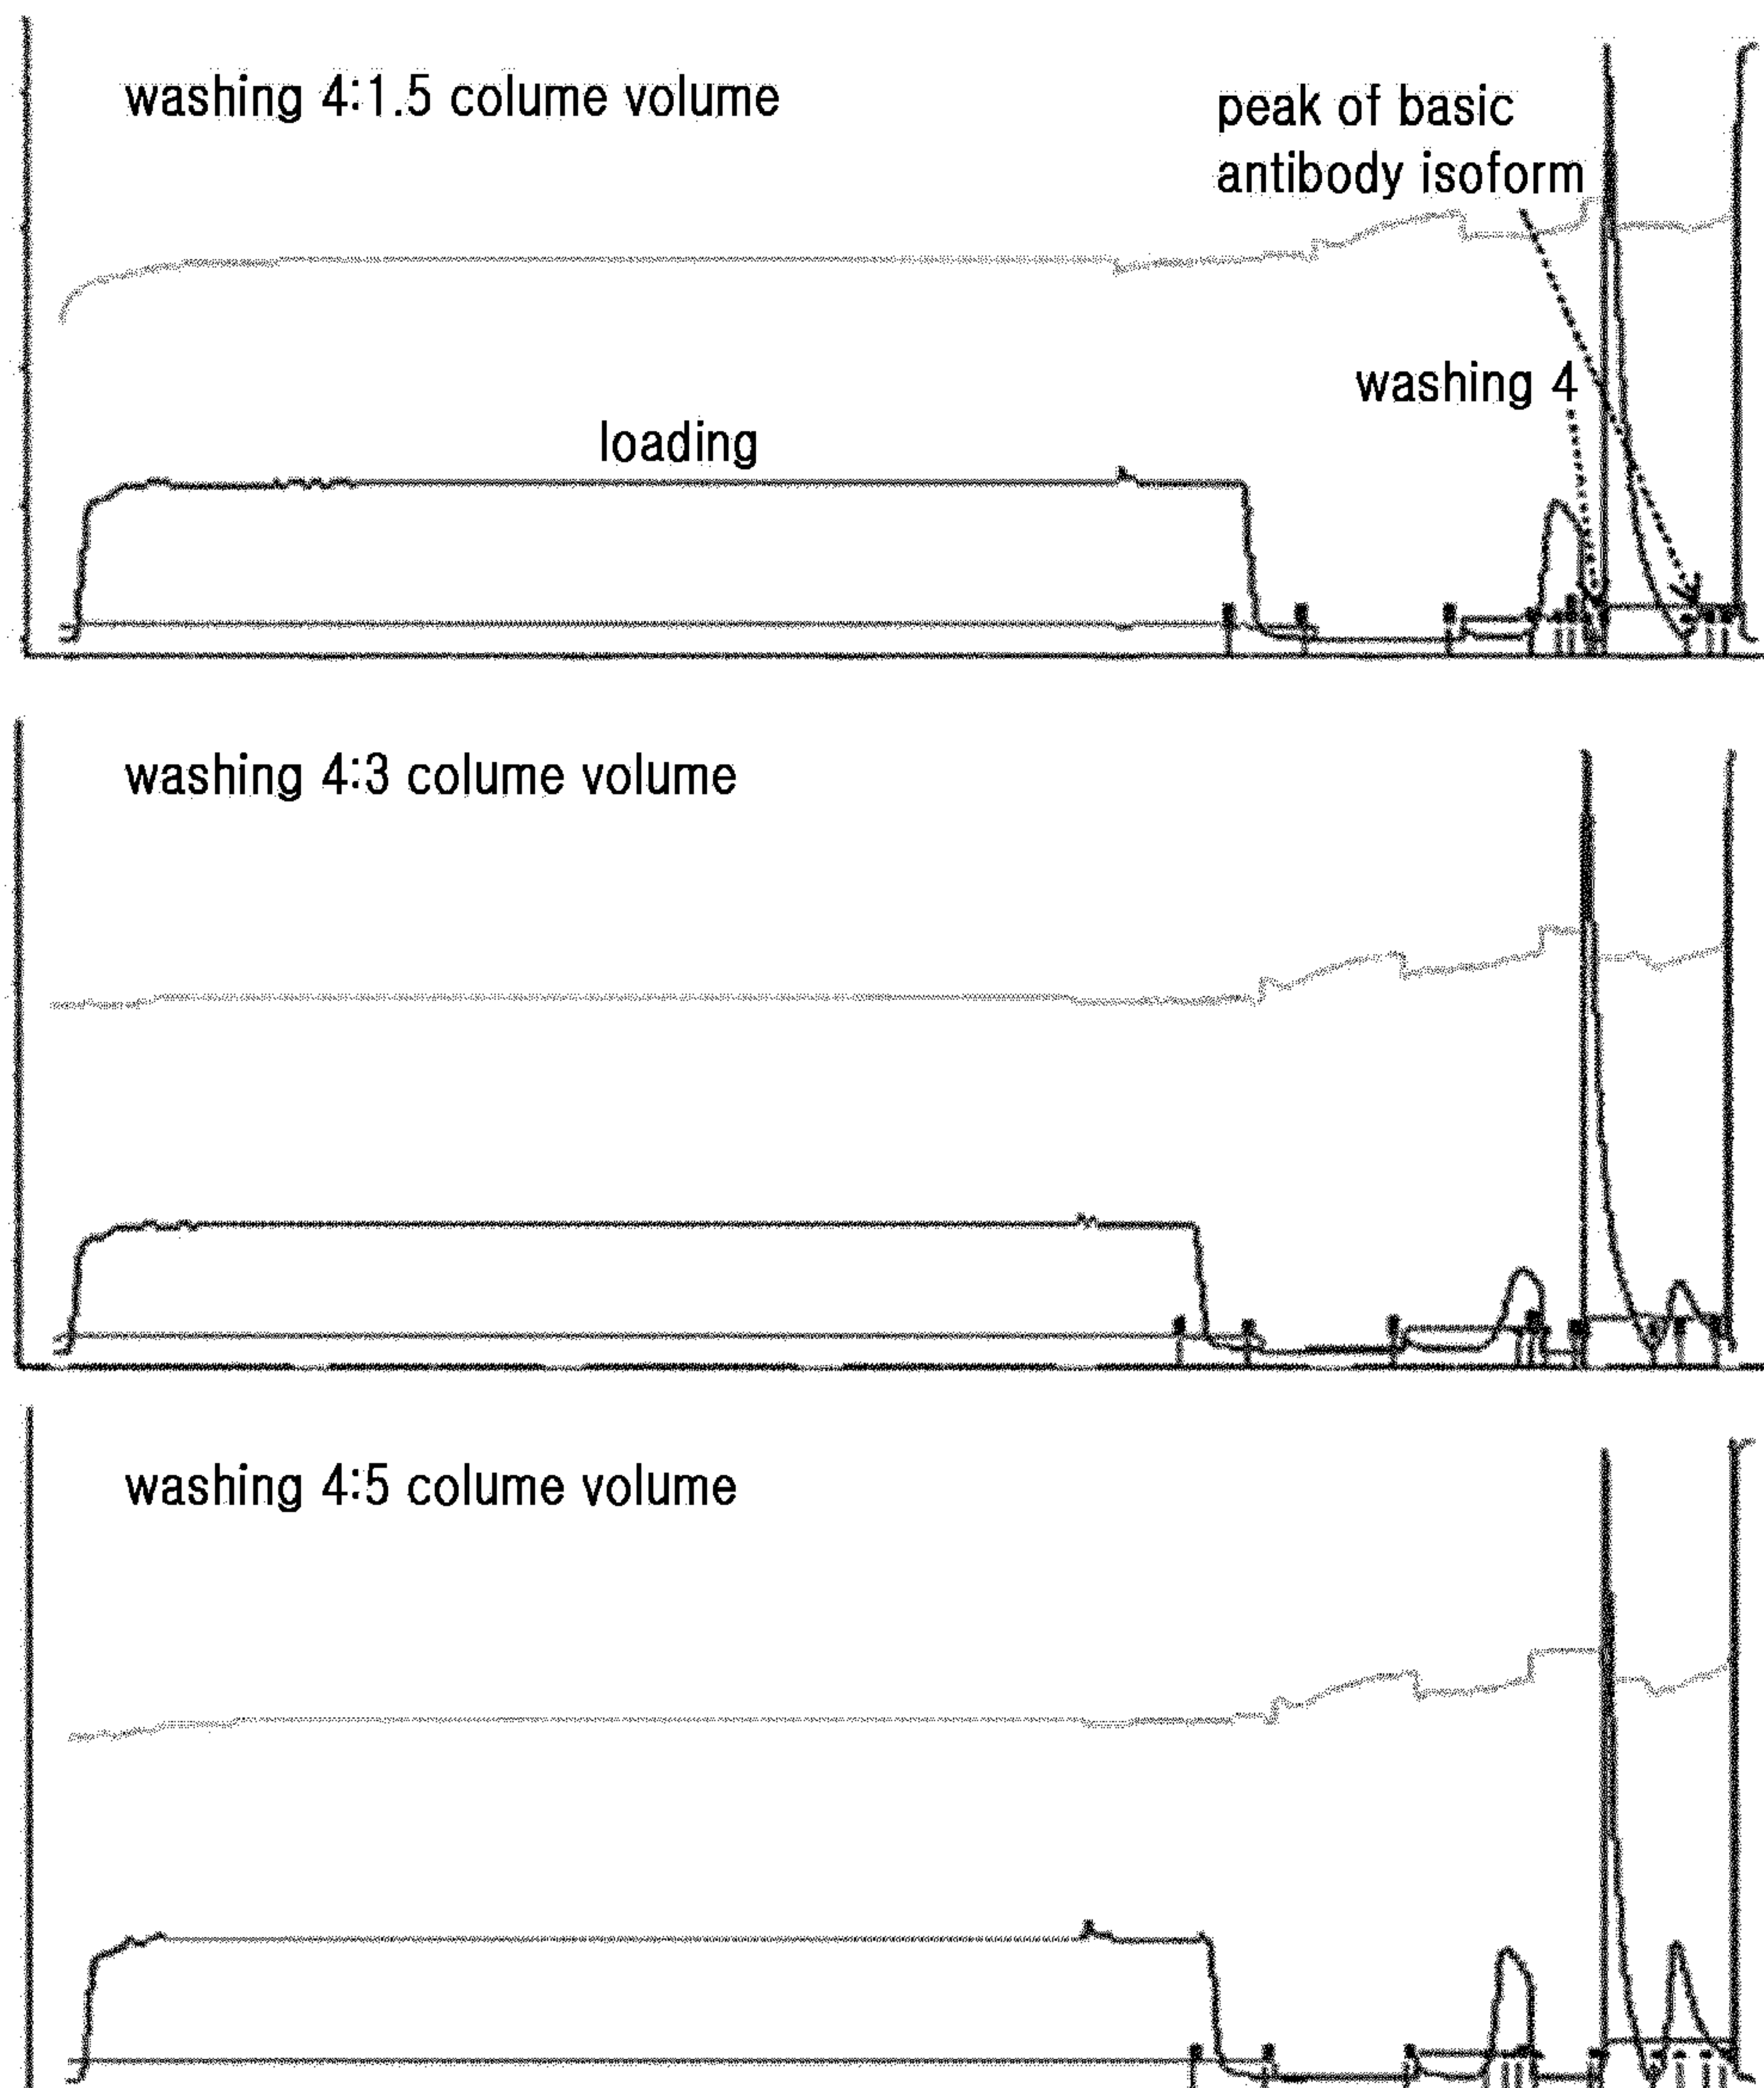 washing 4:1.5 colume volume
peak of basic
antibody isoform
washing 4
loading
washing 4:3 colume volume
washing 4:5 colume volume